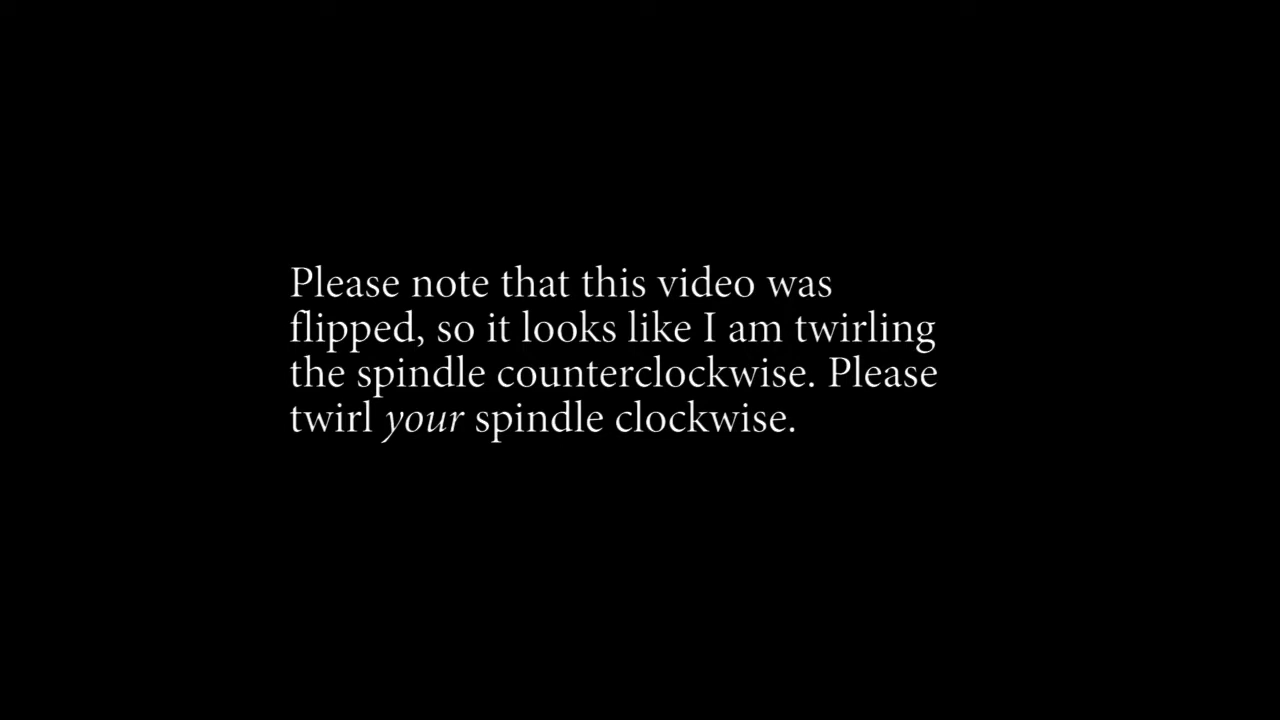 Please note that this video was
flipped, so it looks like I am twirling
the spindle counterclockwise. Please
twirl your spindle clockwise.